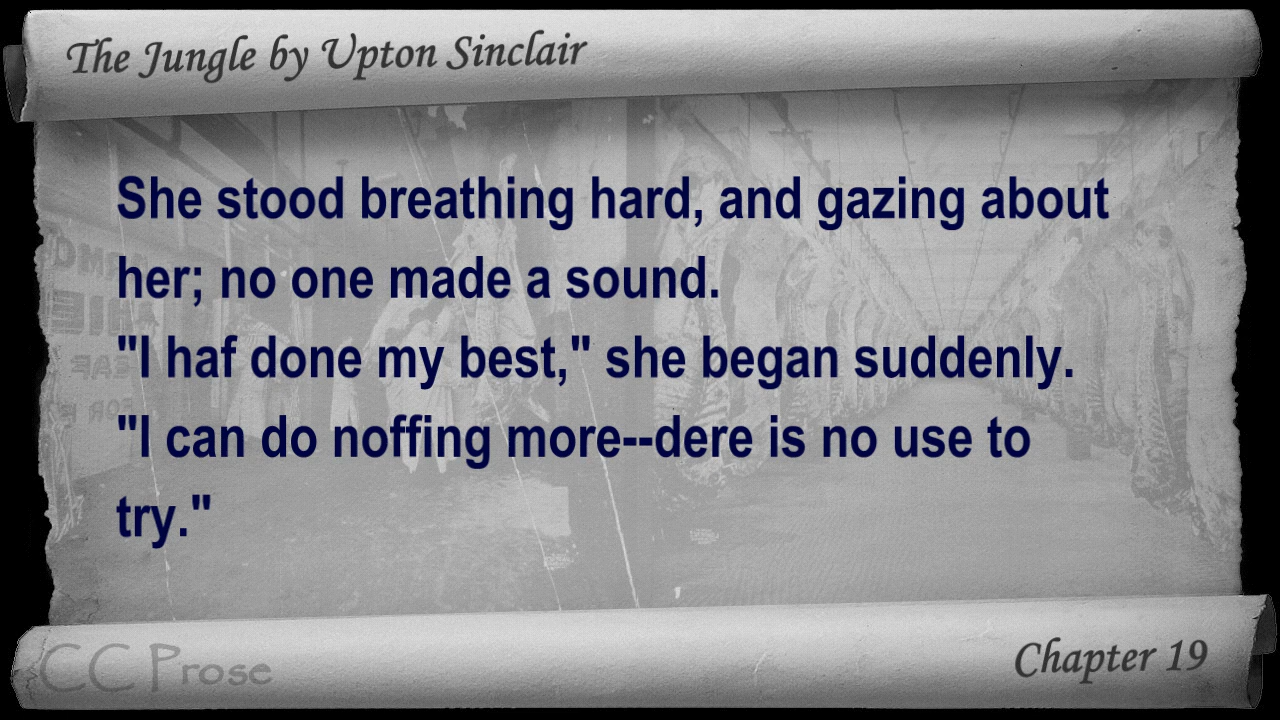 The Jungle by Upton Sinclair
She stood breathing hard, and gazing about
her; no one made a sound.
"I haf done my best," she began suddenly.
"I can do noffing more--dere is no use to
try."
CC Prose
Chapter 19